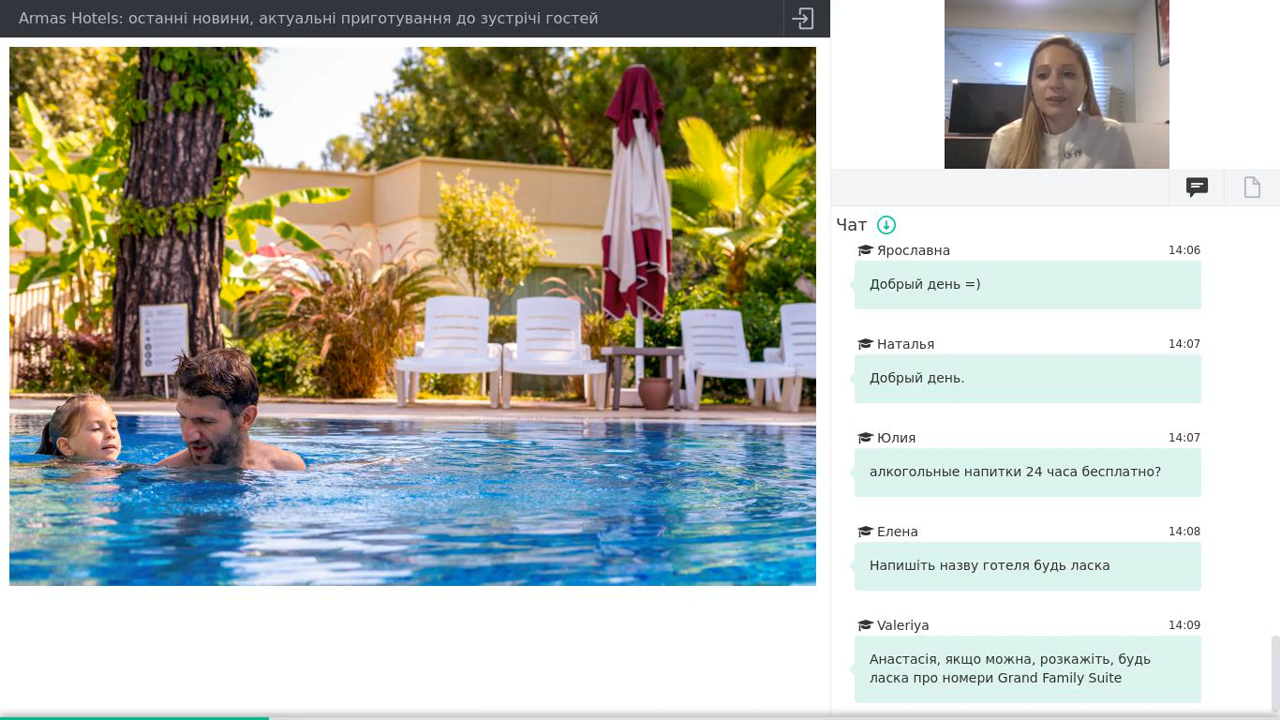 Armas Hotels: останні новини, актуальні приготування до зустрічі гостей
Чат
Ярославна 14:06
Добрый день =)
Наталья 14:07
Добрый день.
Юлия 14:07
алкогольные напитки 24 часа бесплатно?
Елена 14:08
Напишіть назву готеля будь ласка
Valeriya 14:09
Анастасія, якщо можна, розкажіть, будь
ласка про номери Grand Family Suite